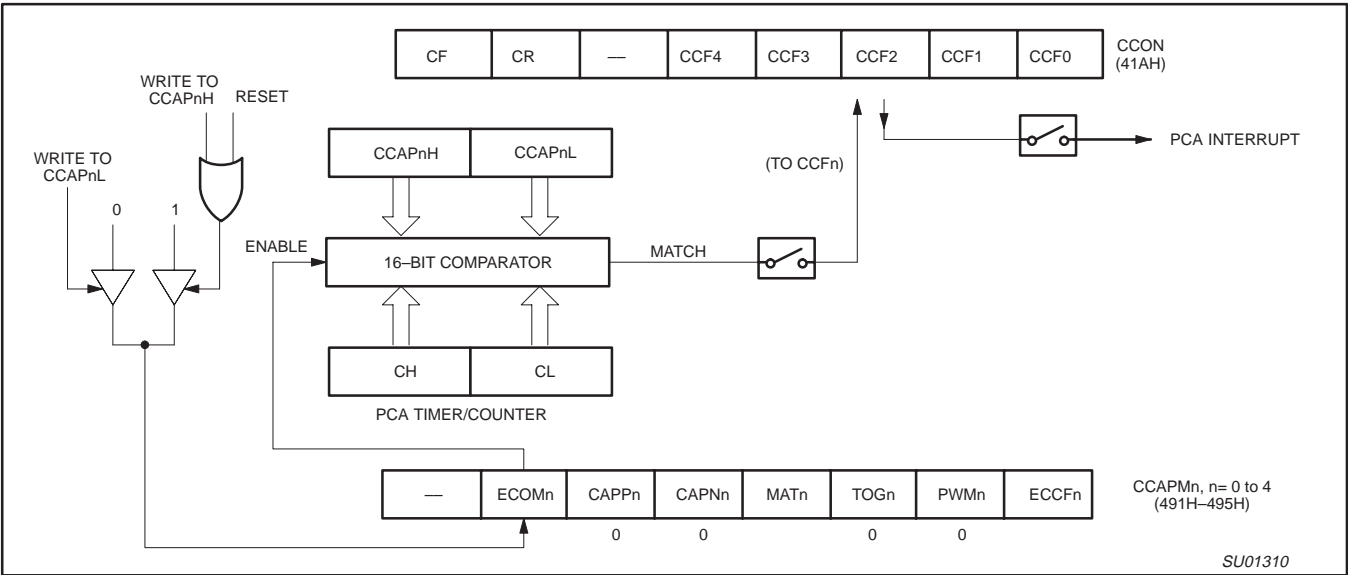 CF CR — CCF4 CCF3 CCF2 CCF1 CCF0
CCON
(41AH)
WRITE TO
CCAPnH
RESET
WRITE TO
CCAPnL
0 1
CCAPnH CCAPnL
(TO CCFn)
PCA INTERRUPT
ENABLE
16–BIT COMPARATOR
MATCH
CH CL
PCA TIMER/COUNTER
— ECOMn CAPPn CAPNn MATn TOGn PWMn ECCFn
CCAPMn, n= 0 to 4
(491H–495H)
0 0 0 0
SU01310